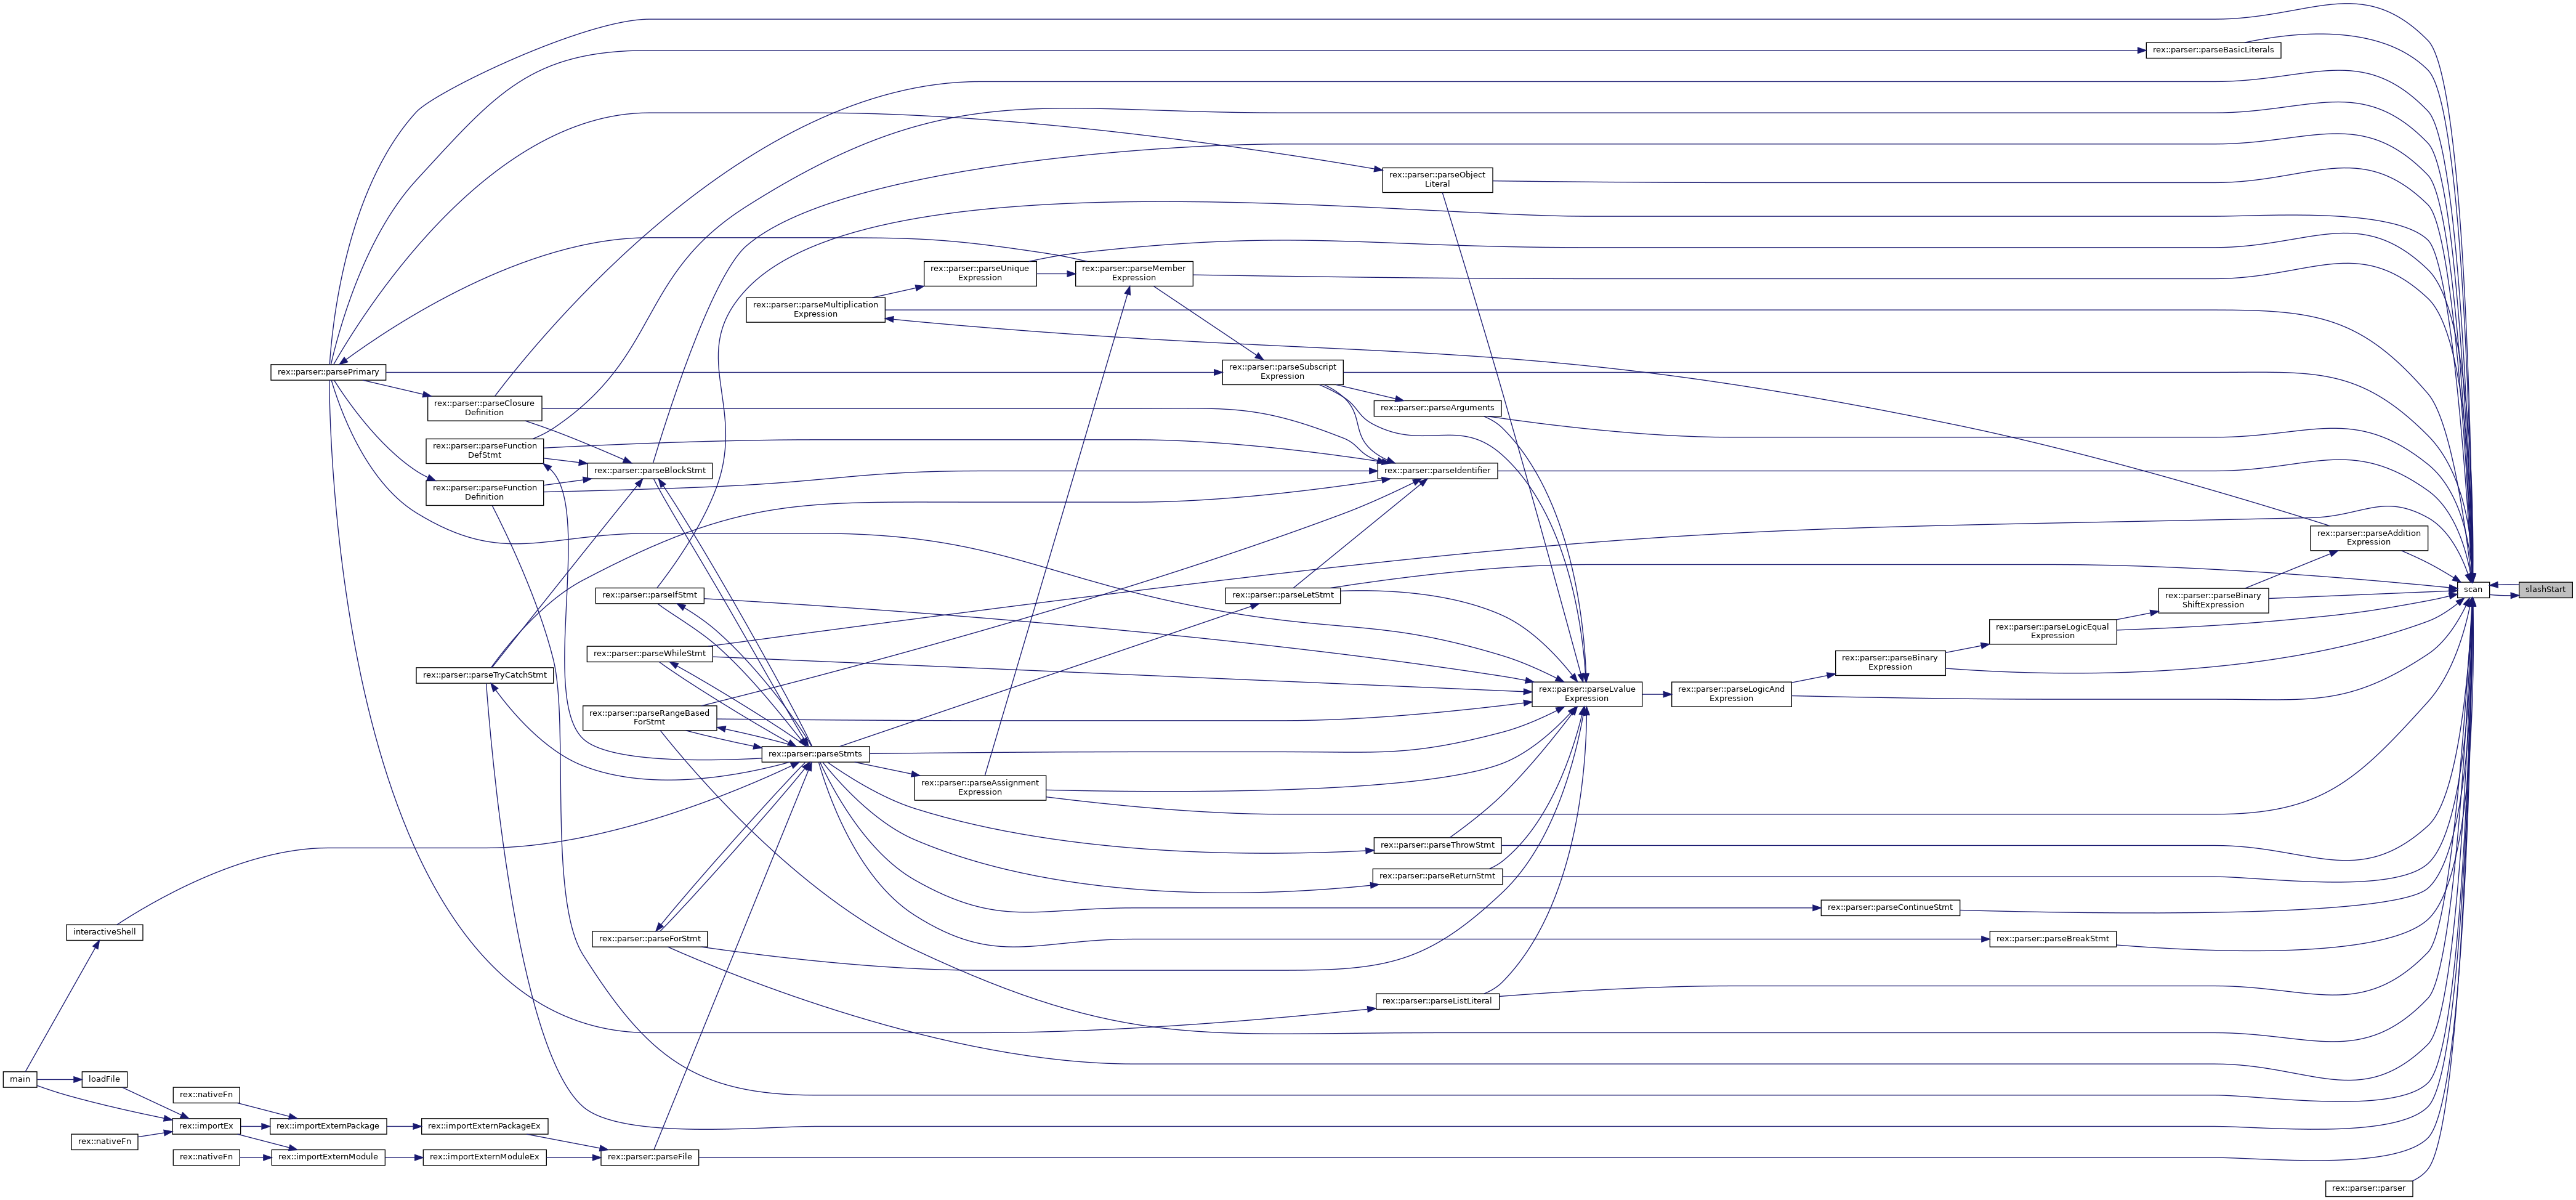 rex::parser::parseBasicLiterals
rex::parser::parseObject
Literal
rex::parser::parseUnique
Expression
rex::parser::parseMember
Expression
rex::parser::parseMultiplication
Expression
rex::parser::parsePrimary
rex::parser::parseSubscript
Expression
rex::parser::parseClosure
Definition
rex::parser::parseArguments
rex::parser::parseFunction
DefStmt
rex::parser::parseBlockStmt
rex::parser::parseIdentifier
rex::parser::parseFunction
Definition
rex::parser::parseAddition
Expression
rex::parser::parseIfStmt
rex::parser::parseLetStmt
rex::parser::parseBinary
ShiftExpression
scan
slashStart
rex::parser::parseLogicEqual
Expression
rex::parser::parseWhileStmt
rex::parser::parseBinary
Expression
rex::parser::parseTryCatchStmt
rex::parser::parseLvalue
Expression
rex::parser::parseLogicAnd
Expression
rex::parser::parseRangeBased
ForStmt
rex::parser::parseStmts
rex::parser::parseAssignment
Expression
rex::parser::parseThrowStmt
rex::parser::parseReturnStmt
rex::parser::parseContinueStmt
interactiveShell
rex::parser::parseForStmt
rex::parser::parseBreakStmt
rex::parser::parseListLiteral
main
loadFile
rex::nativeFn
rex::importEx
rex::importExternPackage
rex::importExternPackageEx
rex::nativeFn
rex::nativeFn
rex::importExternModule
rex::importExternModuleEx
rex::parser::parseFile
rex::parser::parser